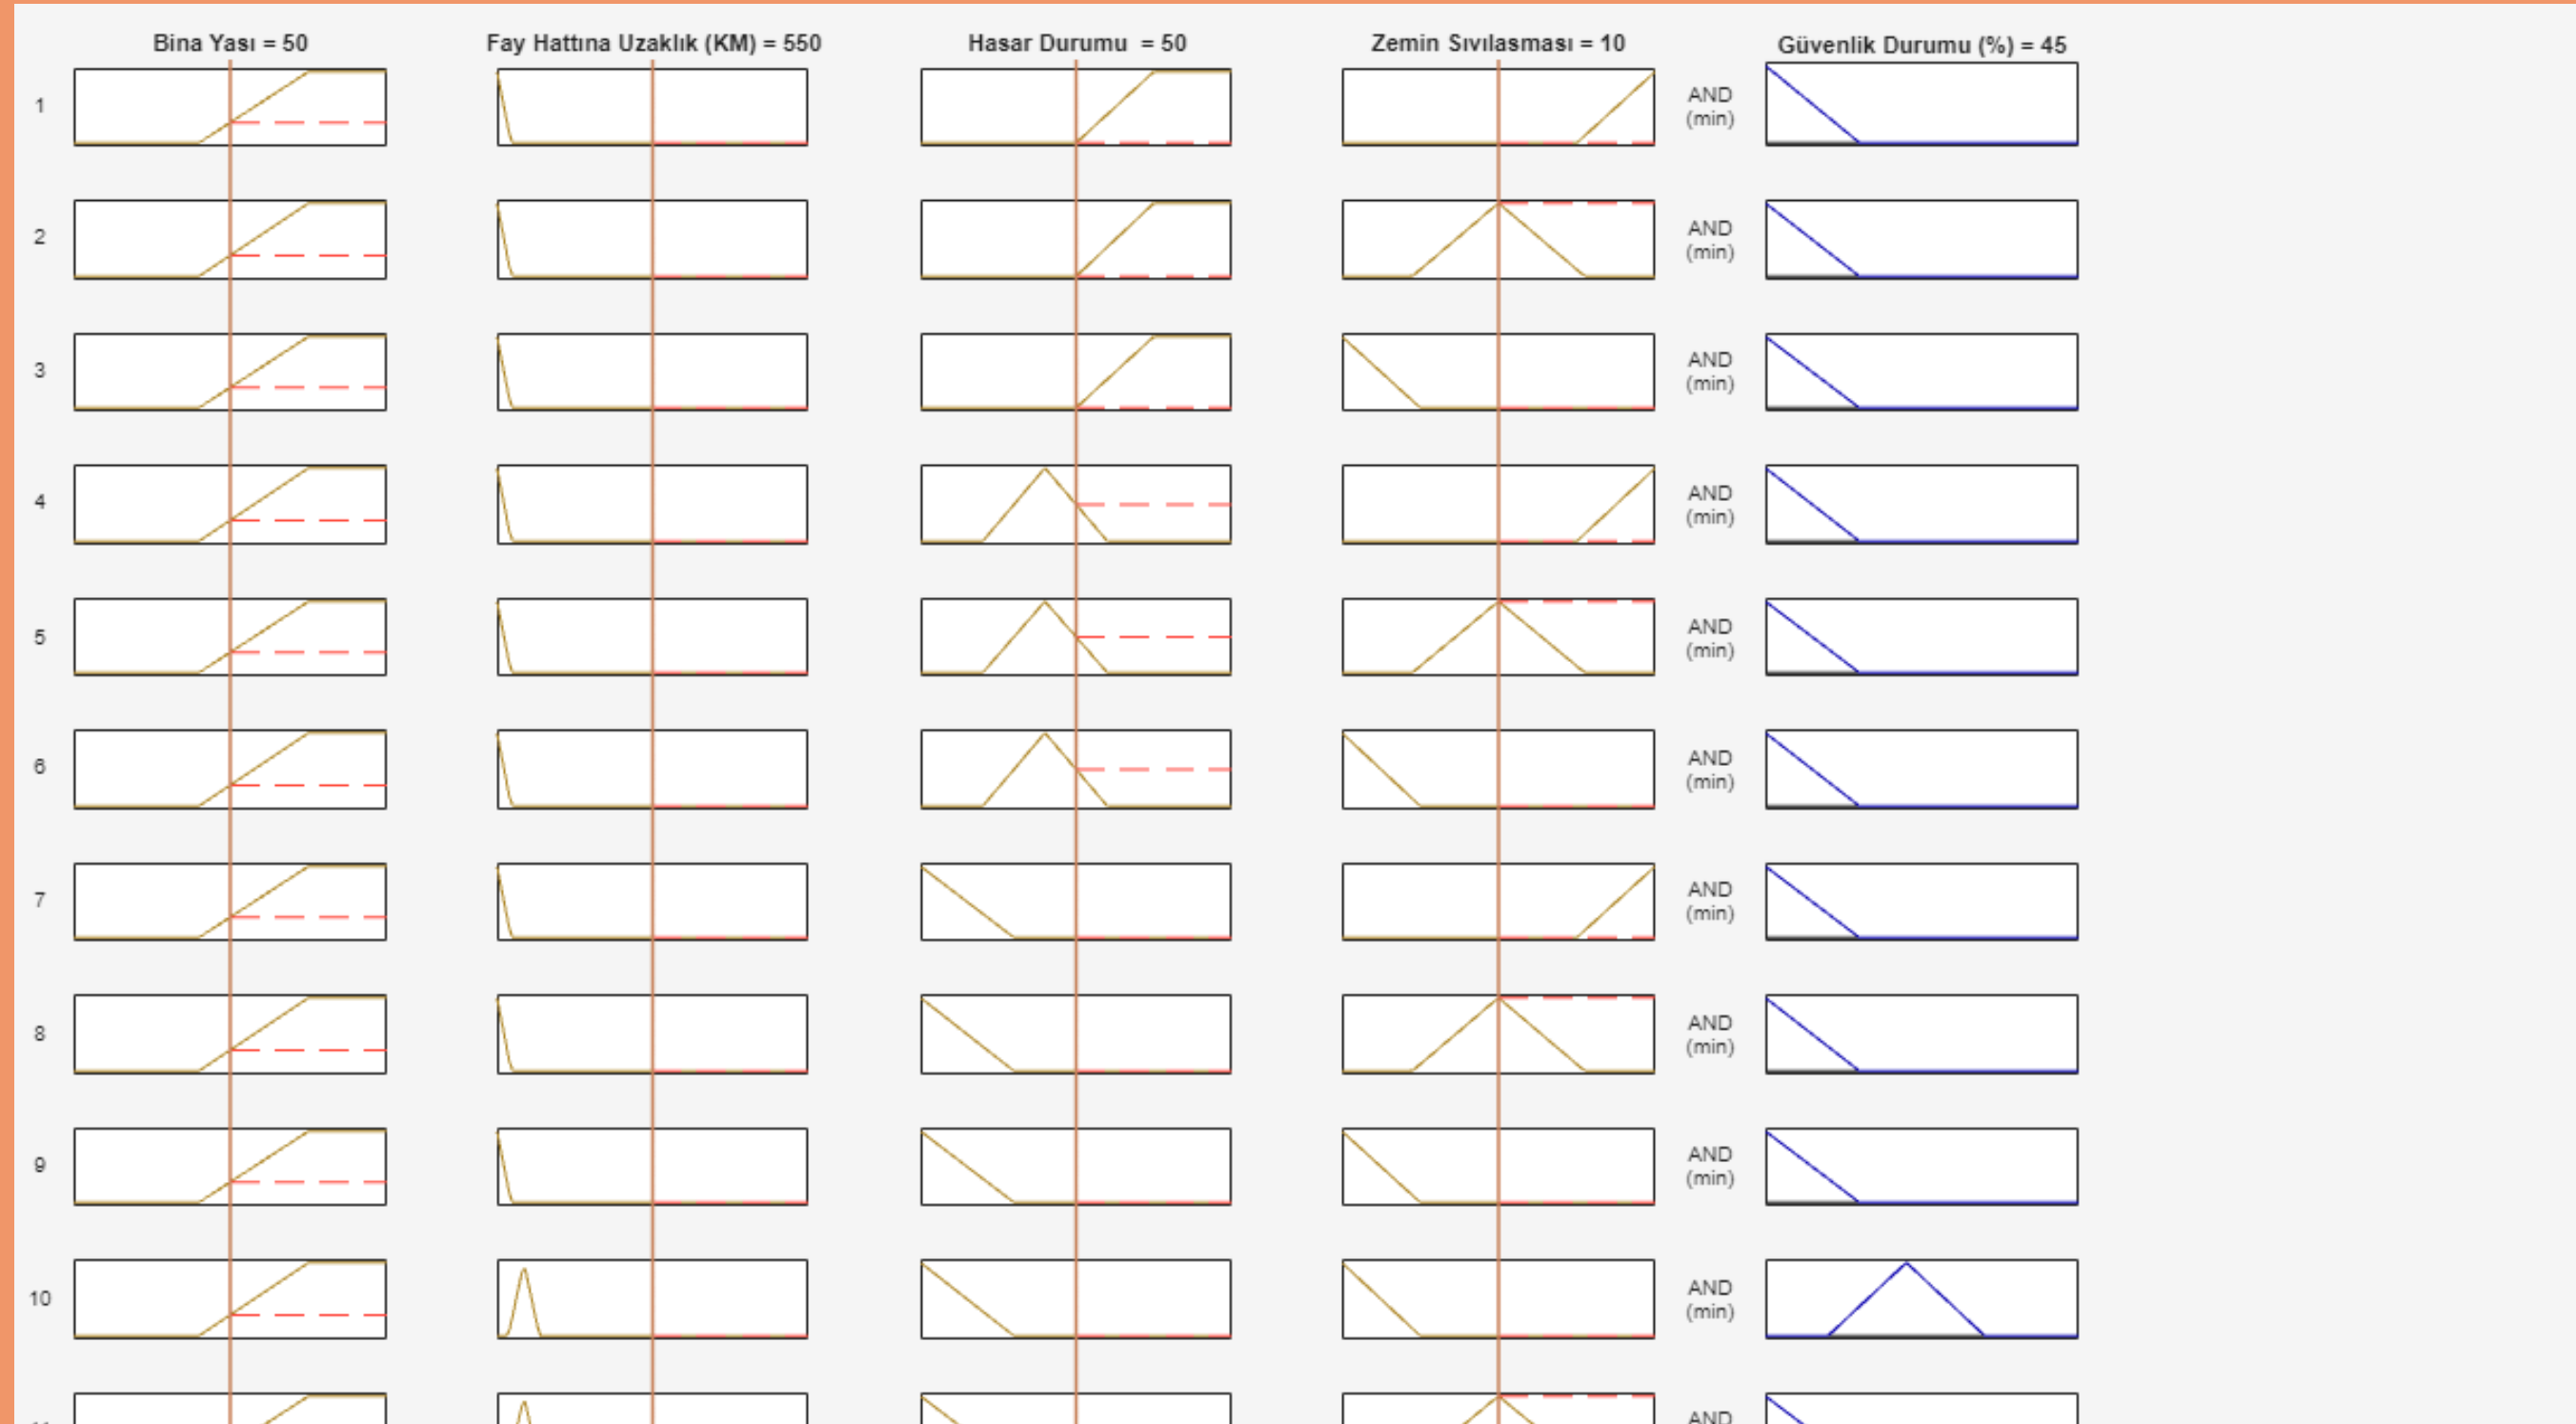 Bina Yası = 50 Fay Hattına Uzaklık (KM) = 550 Hasar Durumu = 50 Zemin Sıvılasması = 10 Güvenlik Durumu (%) = 45
1 AND
(min)
2 AND
(min)
3 AND
(min)
4 AND
(min)
5 AND
(min)
6 AND
(min)
7 AND
(min)
8 AND
(min)
9 AND
(min)
10 AND
(min)
AND